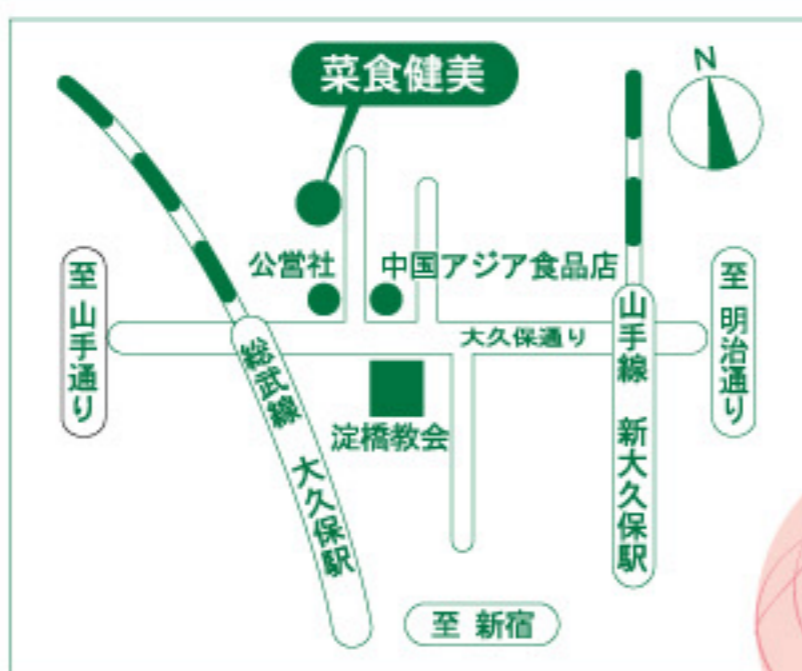 菜食健美
N
公営社
中国アジア食品店
至 山手通り
大久保通り
至 明治通り
総武線 大久保駅
淀橋教会
山手線 新大久保駅
至 新宿